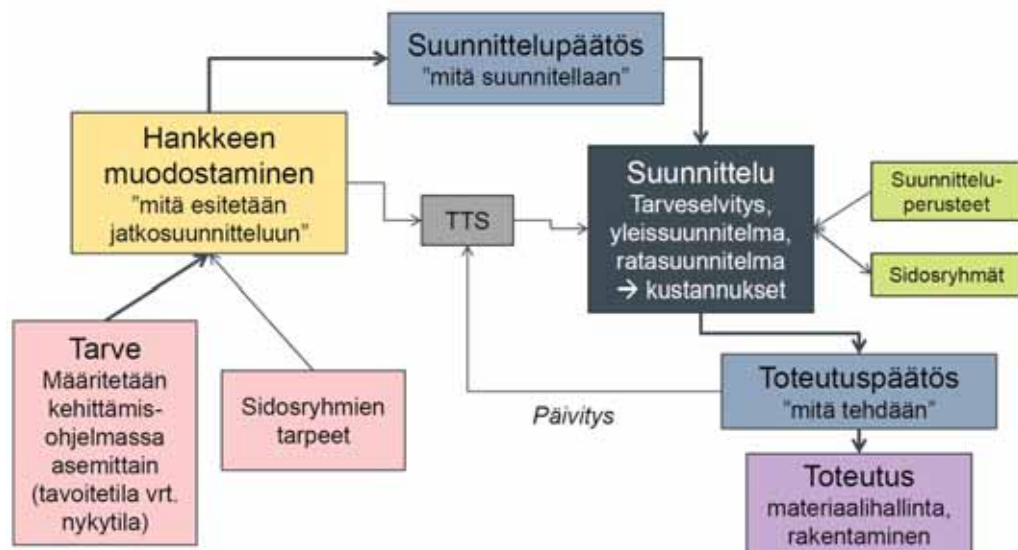 Suunnittelupäätös
”mitä suunnitellaan”
Hankkeen
muodostaminen
”mitä esitetään
jatkosuunnitteluun”
TTS
Suunnittelu
Tarveselvitys,
yleissuunnitelma,
ratasuunnitelma
→ kustannukset
Suunnittelu-
perusteet
Sidosryhmät
Tarve
Määritetään
kehittämis-
ohjelmassa
asemittain
(tavoitetila vrt.
nykytila)
Sidosryhmien
tarpeet
Päivitys
Toteutuspäätös
”mitä tehdään”
Toteutus
materiaalihallinta,
rakentaminen